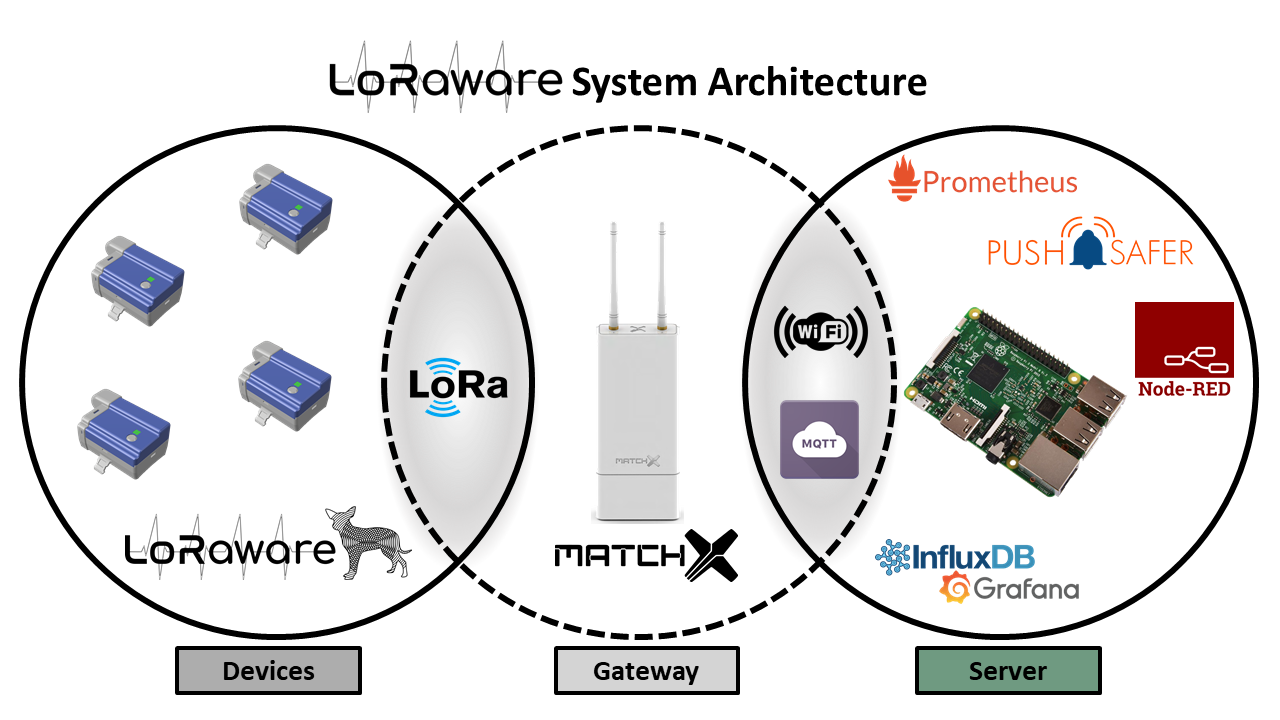 LoRaware System Architecture
Prometheus
PUSH SAFER
WiFi
Node-RED
LoRa
HDMI
MQTT
MATCHX
LoRaware
MATCHX
InfluxDB
Grafana
Devices
Gateway
Server